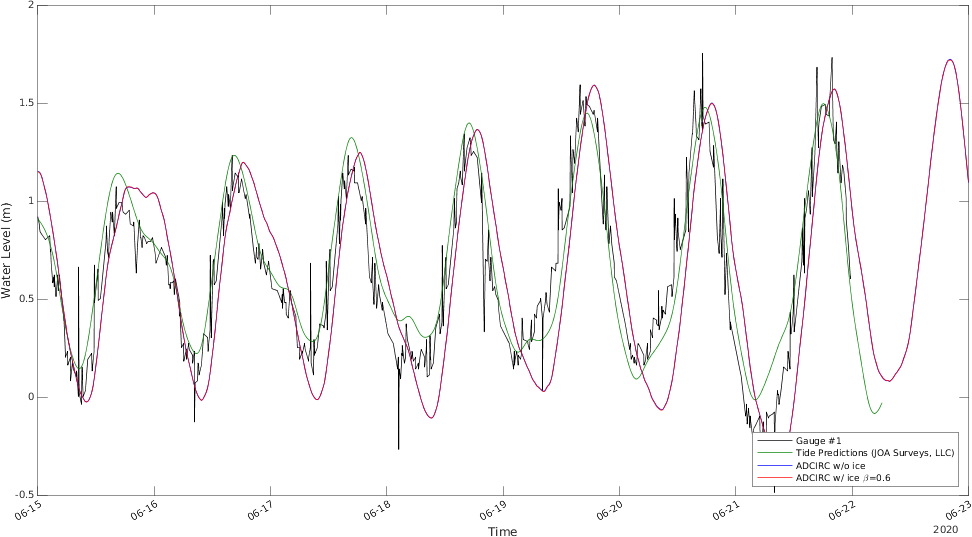 2
1.5
1
0.5
0
-0.5
Water Level (m)
06-15
06-16
06-17
06-18
06-19
06-20
06-21
06-22
06-23
Time
2020
Gauge #1
Tide Predictions (JOA Surveys, LLC)
ADCIRC w/o ice
ADCIRC w/ ice β=0.6